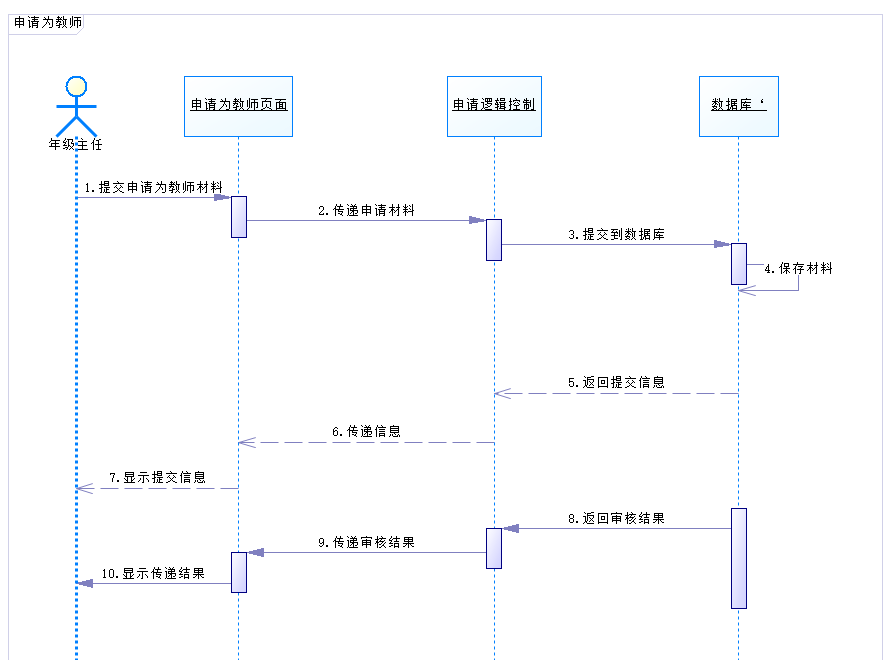 申请为教师
申请为教师页面
申请逻辑控制
数据库‘
年级主任
1.提交申请为教师材料
2.传递申请材料
3.提交到数据库
4.保存材料
5.返回提交信息
6.传递信息
7.显示提交信息
8.返回审核结果
9.传递审核结果
10.显示传递结果